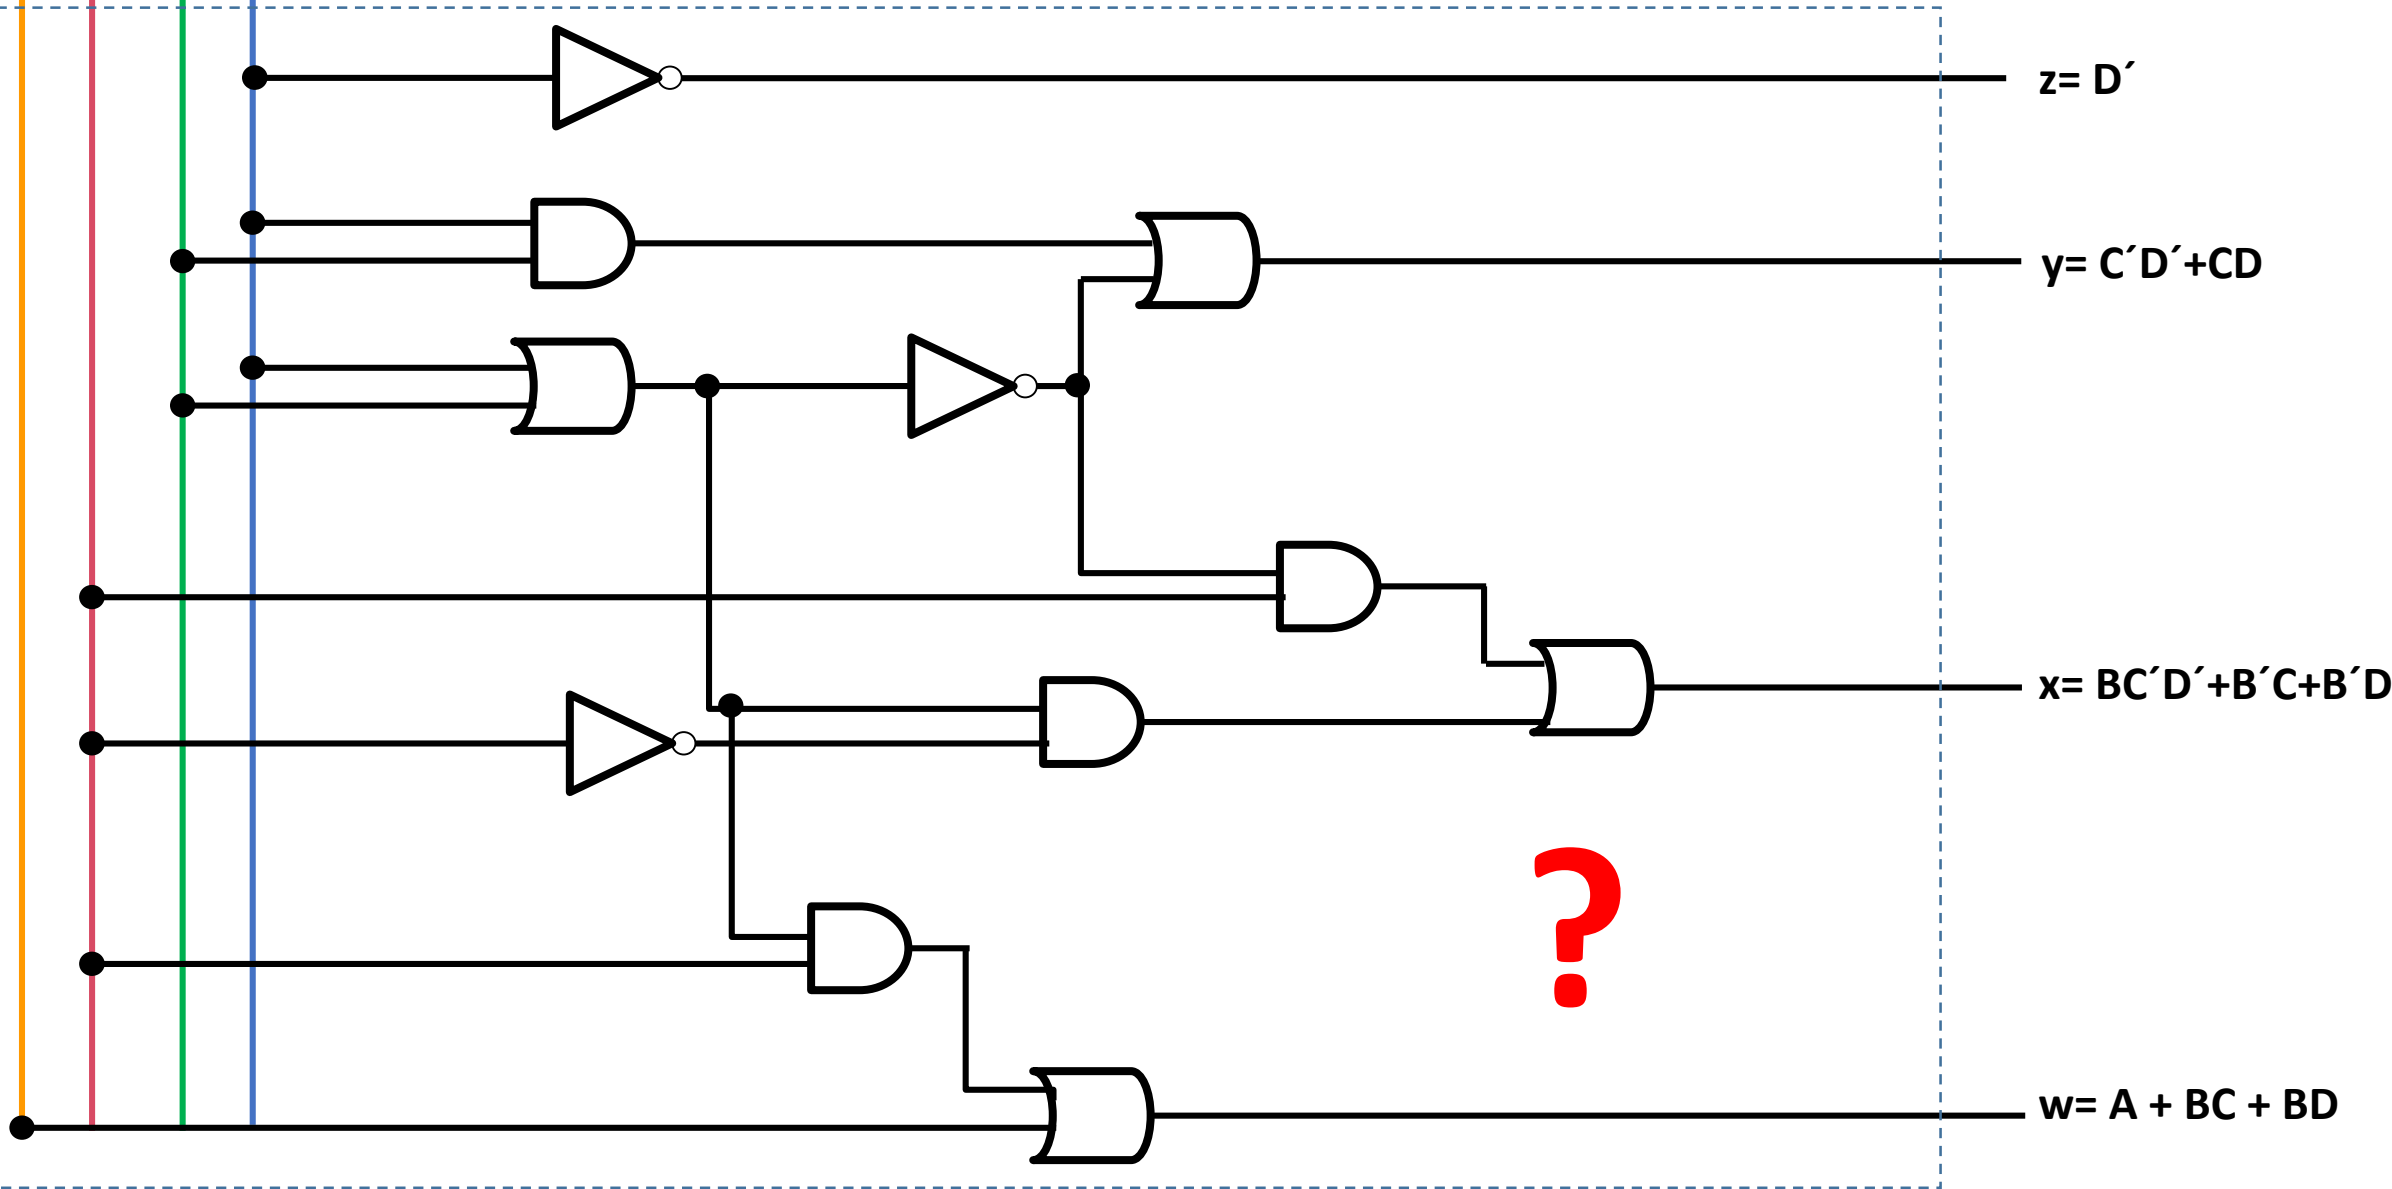 z= D´
y= C´D´+CD
x= BC´D´+B´C+B´D
?
w= A + BC + BD